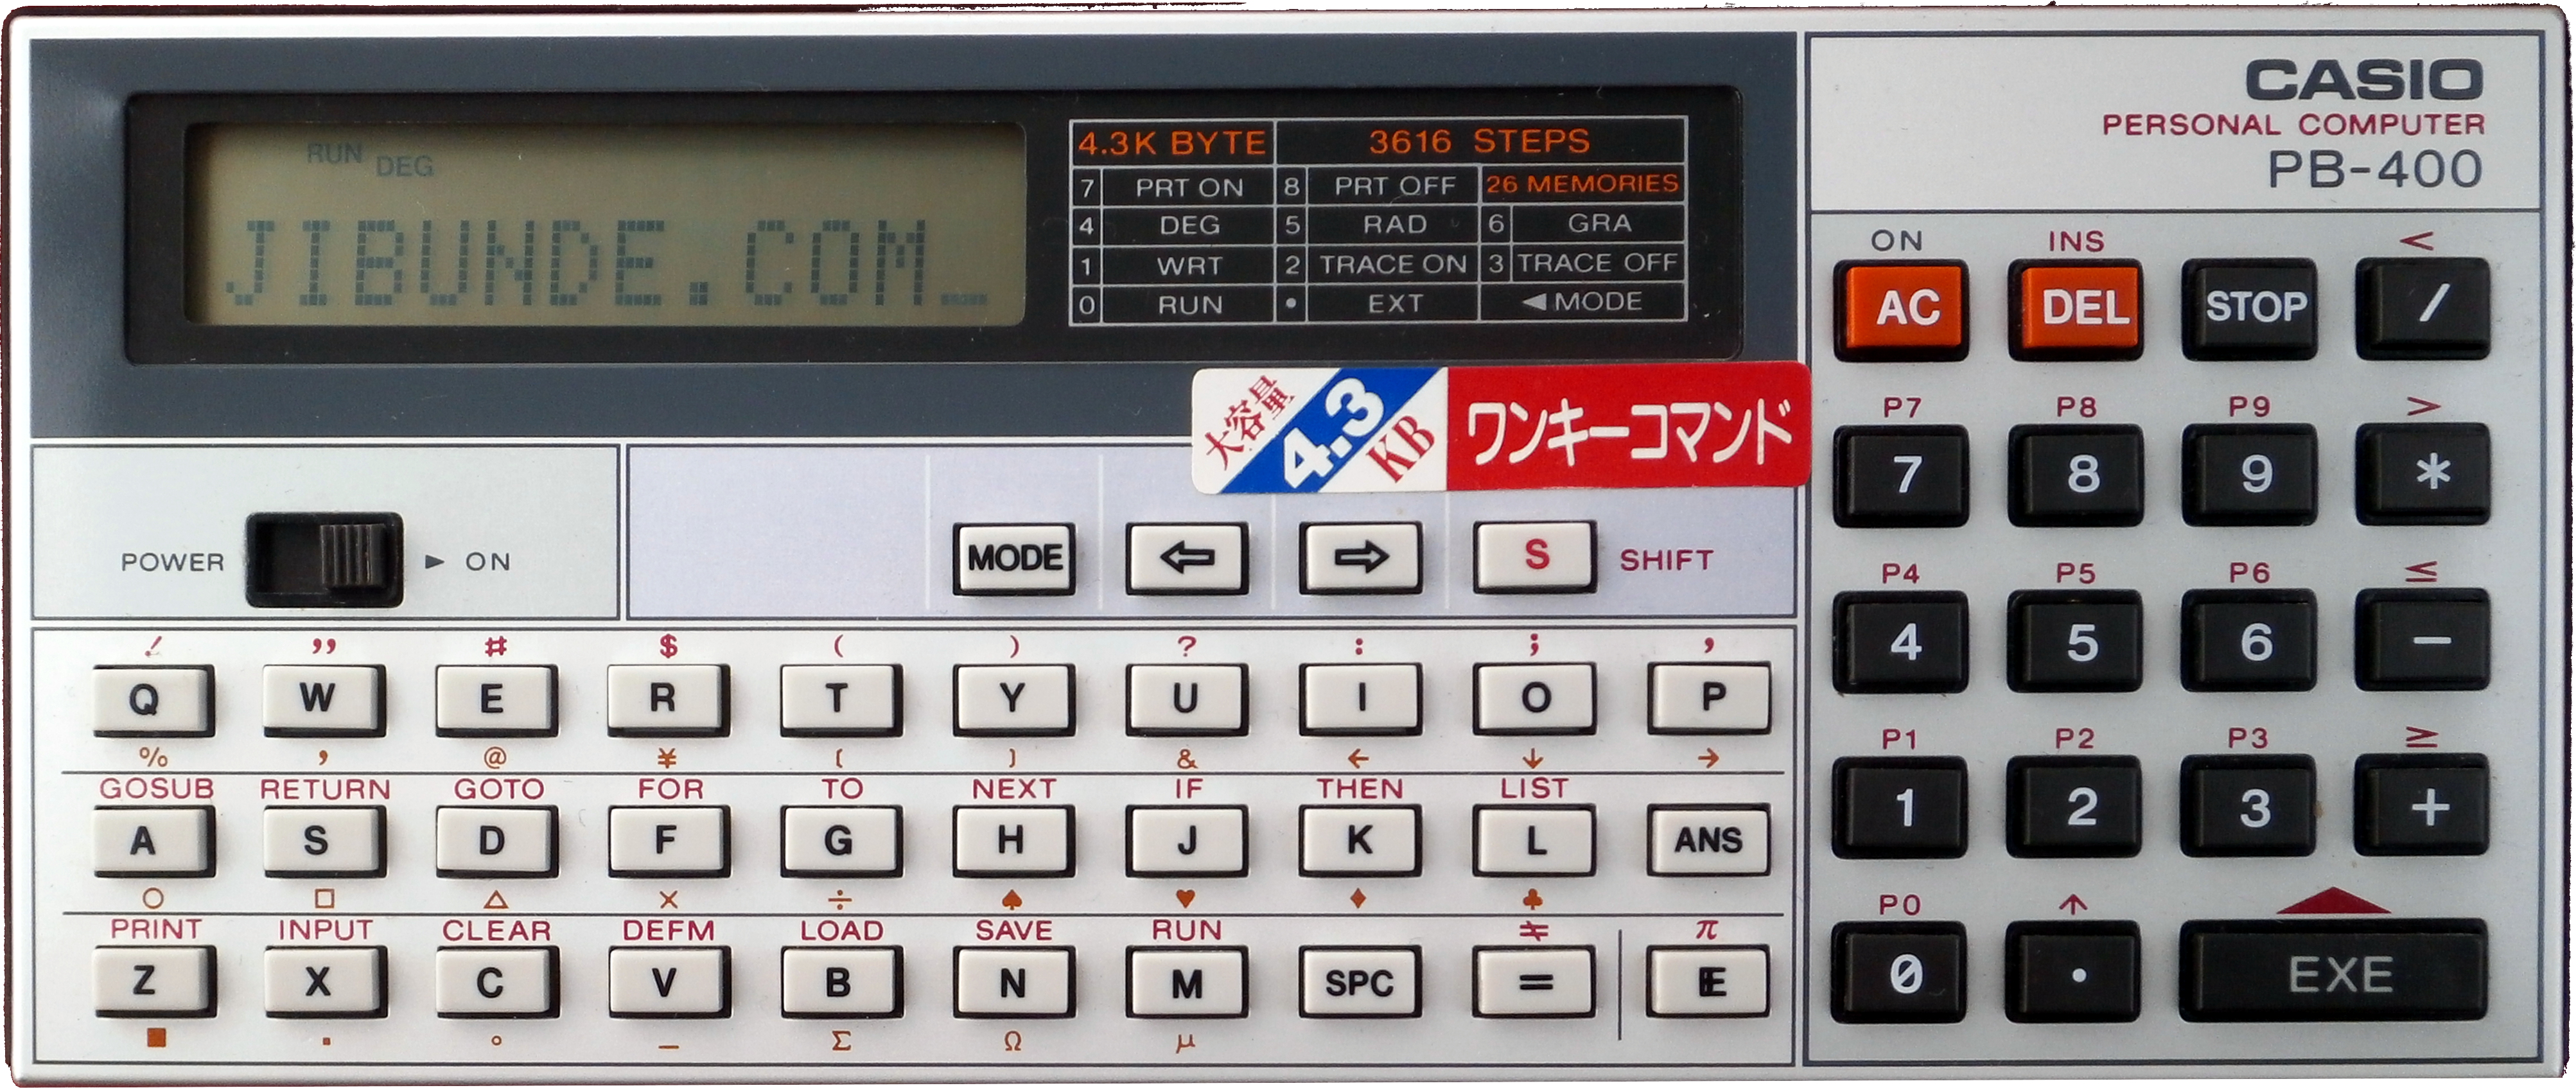 CASIO
PERSONAL COMPUTER
PB-400
RUN DEG
JIBUNDE.COM_
4.3K BYTE 3616 STEPS
7 PRT ON 8 PRT OFF 26 MEMORIES
4 DEG 5 RAD 6 GRA
1 WRT 2 TRACE ON 3 TRACE OFF
0 RUN • EXT ◀ MODE
大容量 4.3 KB ワンキーコマンド
POWER ► ON
MODE ⇦ ⇨ S SHIFT
! " # $ ( ) ? : ; ,
Q W E R T Y U I O P
% ' @ ¥ [ ] & ← ↓ →
GOSUB RETURN GOTO FOR TO NEXT IF THEN LIST
A S D F G H J K L ANS
○ □ △ × ÷ ♠ ♥ ♦ ♣
PRINT INPUT CLEAR DEFM LOAD SAVE RUN ≠ π
Z X C V B N M SPC = E
■ ▪ ° – Σ Ω μ
ON INS <
AC DEL STOP /
P7 P8 P9 >
7 8 9 *
P4 P5 P6 ≤
4 5 6 −
P1 P2 P3 ≥
1 2 3 +
P0 ↑
0 • EXE